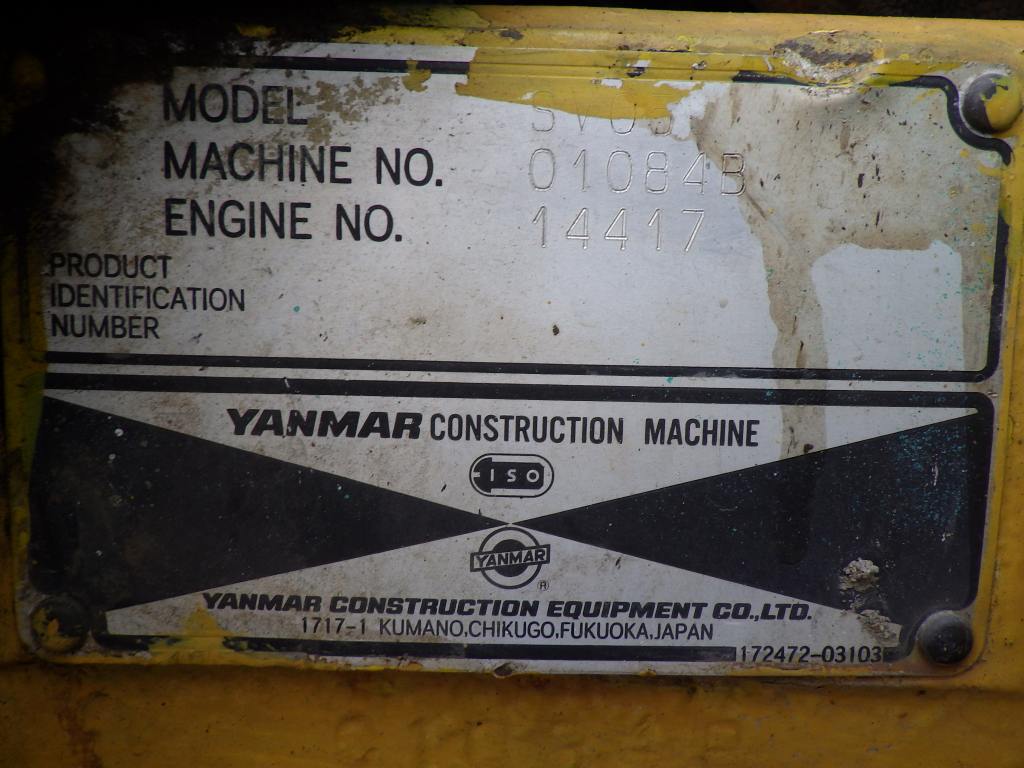 MODEL
MACHINE NO. 01084B
ENGINE NO. 14417
PRODUCT
IDENTIFICATION
NUMBER
YANMAR CONSTRUCTION MACHINE
ISO
YANMAR
®
YANMAR CONSTRUCTION EQUIPMENT CO.,LTD.
1717-1 KUMANO,CHIKUGO,FUKUOKA,JAPAN
172472-03103